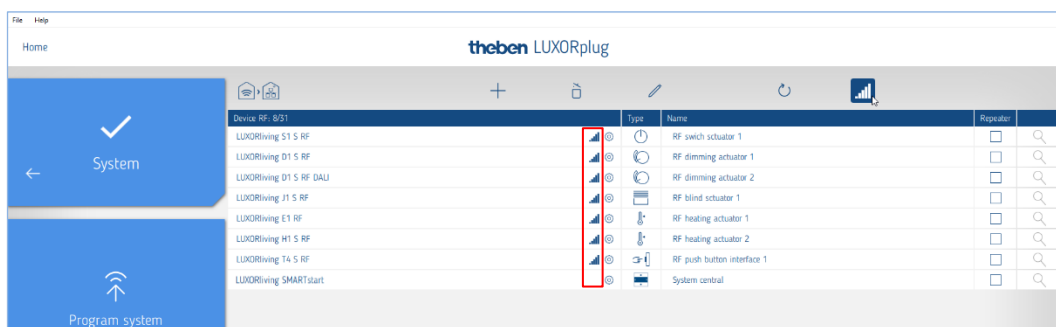 File Help
Home
theben LUXORplug
Device RF: 8/31 Type Name Repeater
LUXORliving S1 S RF RF swich sctuator 1
LUXORliving D1 S RF RF dimming actuator 1
LUXORliving D1 S RF DALI RF dimming actuator 2
LUXORliving J1 S RF RF blind sctuator 1
LUXORliving E1 RF RF heating actuator 1
LUXORliving H1 S RF RF heating actuator 2
LUXORliving T4 S RF RF push button interface 1
LUXORliving SMARTstart System central
System
Program system